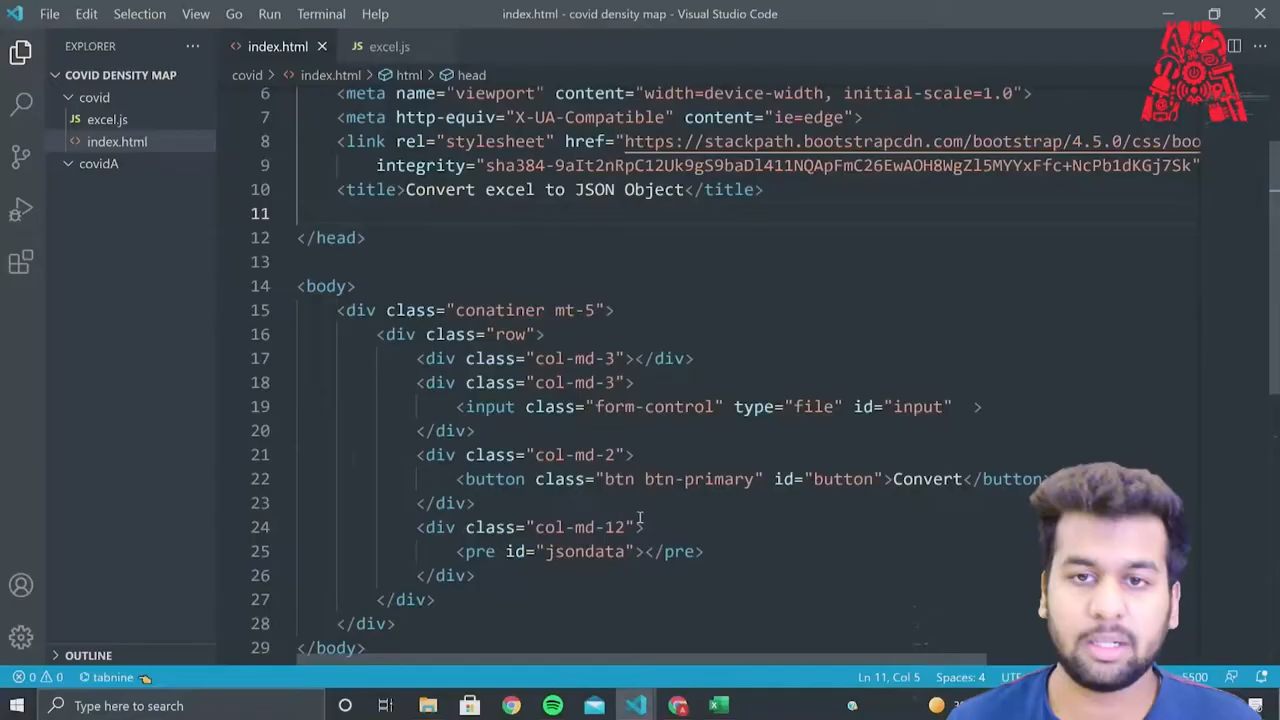 File Edit Selection View Go Run Terminal Help index.html - covid density map - Visual Studio Code
EXPLORER
index.html
excel.js
COVID DENSITY MAP
covid
excel.js
index.html
covidA
OUTLINE
covid > index.html > html > head
6 <meta name="viewport" content="width=device-width, initial-scale=1.0">
7 <meta http-equiv="X-UA-Compatible" content="ie=edge">
8 <link rel="stylesheet" href="https://stackpath.bootstrapcdn.com/bootstrap/4.5.0/css/boo
9 integrity="sha384-9aIt2nRpC12Uk9gS9baDl411NQApFmC26EwAOH8WgZl5MYYxFfc+NcPb1dKGj7Sk"
10 <title>Convert excel to JSON Object</title>
11
12 </head>
13
14 <body>
15 <div class="conatiner mt-5">
16 <div class="row">
17 <div class="col-md-3"></div>
18 <div class="col-md-3">
19 <input class="form-control" type="file" id="input" >
20 </div>
21 <div class="col-md-2">
22 <button class="btn btn-primary" id="button">Convert</button>
23 </div>
24 <div class="col-md-12">
25 <pre id="jsondata"></pre>
26 </div>
27 </div>
28 </div>
29 </body>
0 0 tabnine Ln 11, Col 5 Spaces: 4 5500
Type here to search